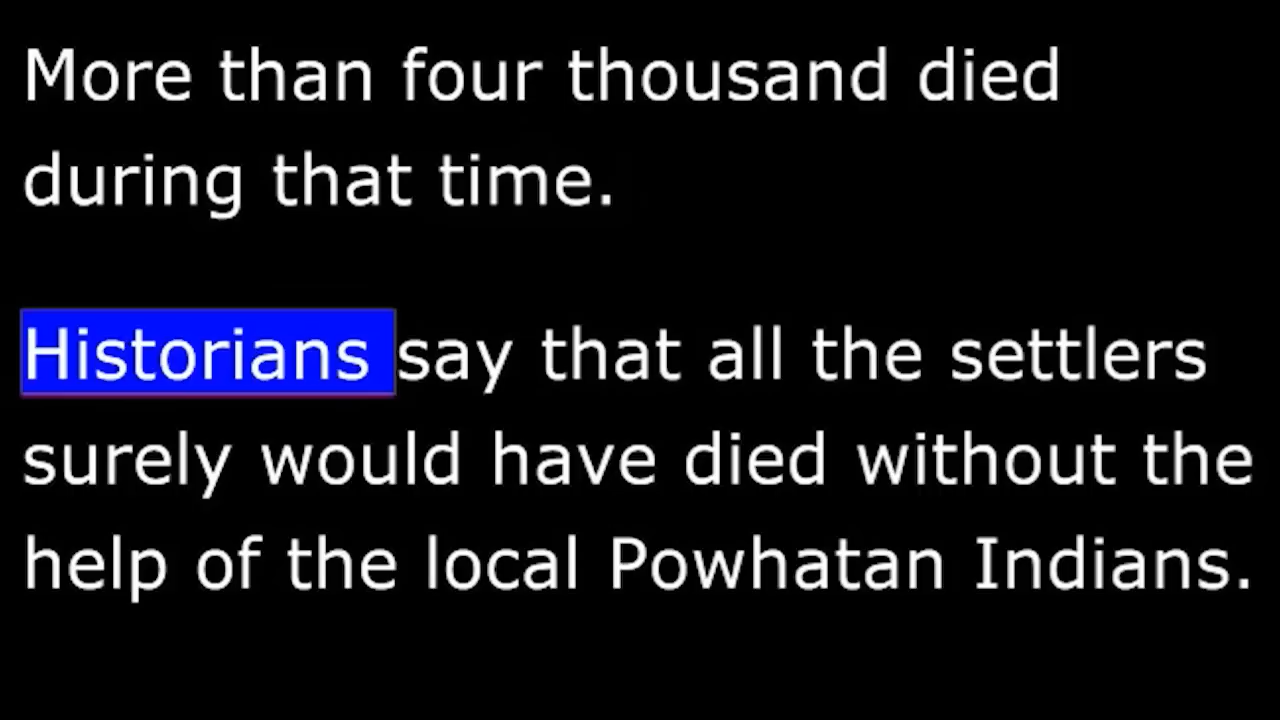 More than four thousand died
during that time.
Historians say that all the settlers
surely would have died without the
help of the local Powhatan Indians.